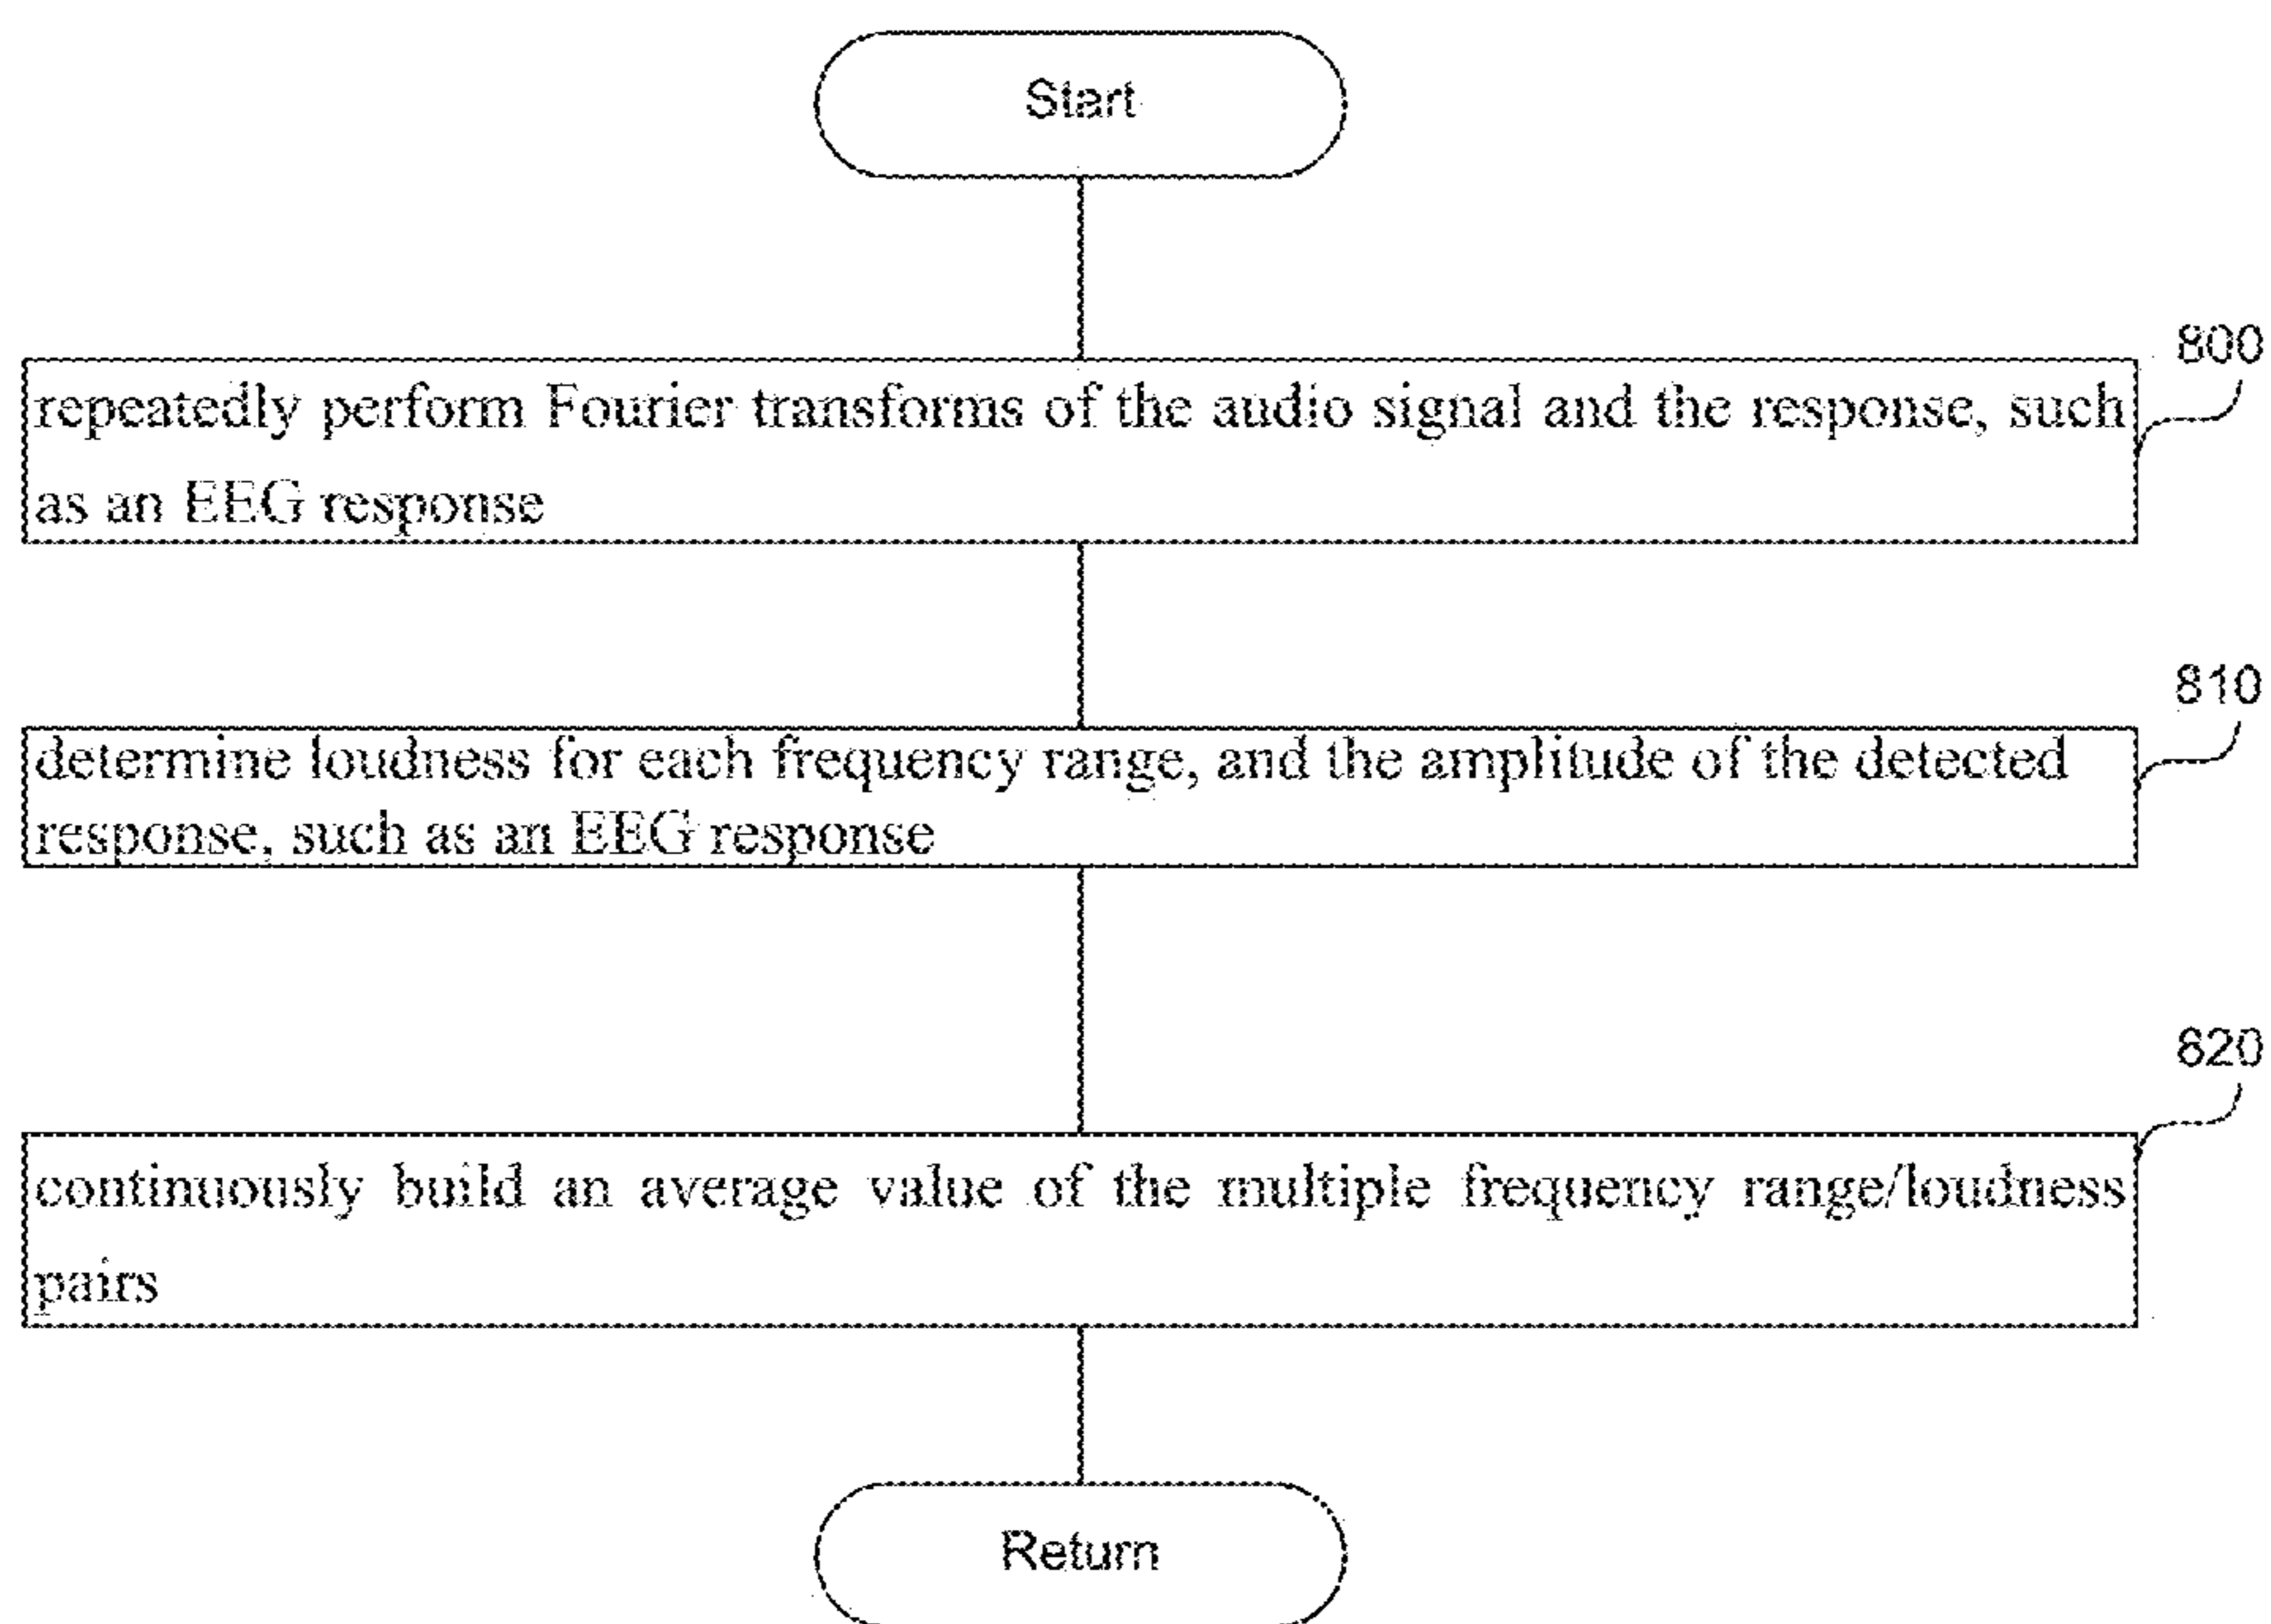 Start
800
repeatedly perform Fourier transforms of the audio signal and the response, such
as an EEG response
810
determine loudness for each frequency range, and the amplitude of the detected
response, such as an EEG response
820
continuously build an average value of the multiple frequency range/loudness
pairs
Return